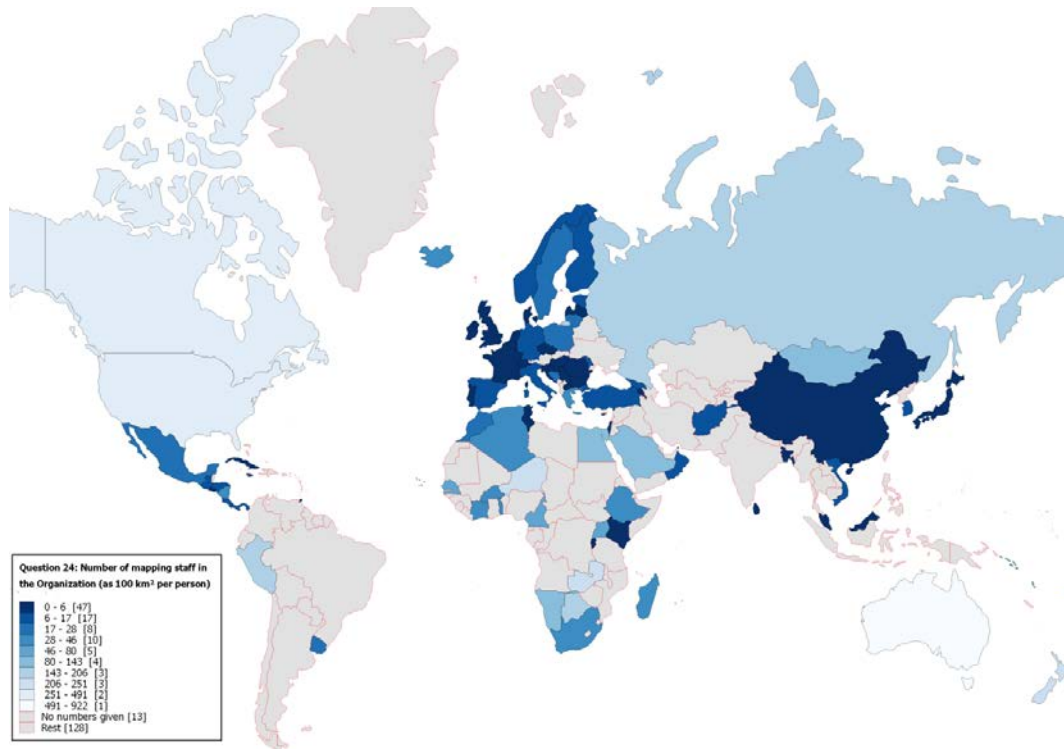 Question 24: Number of mapping staff in
the Organization (as 100 km² per person)
0 - 6 [47]
6 - 17 [17]
17 - 28 [8]
28 - 46 [10]
46 - 80 [5]
80 - 143 [4]
143 - 206 [3]
206 - 251 [3]
251 - 491 [2]
491 - 922 [1]
No numbers given [13]
Rest [128]